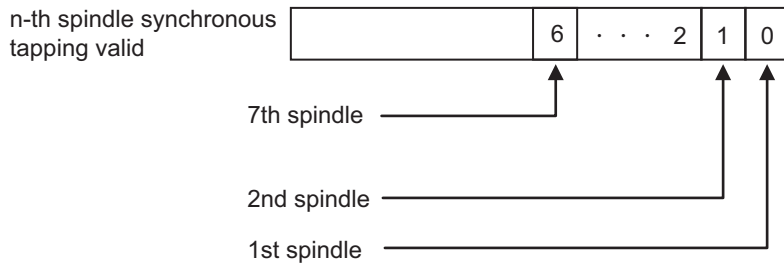 n-th spindle synchronous
tapping valid
6 · · · 2 1 0
7th spindle
2nd spindle
1st spindle